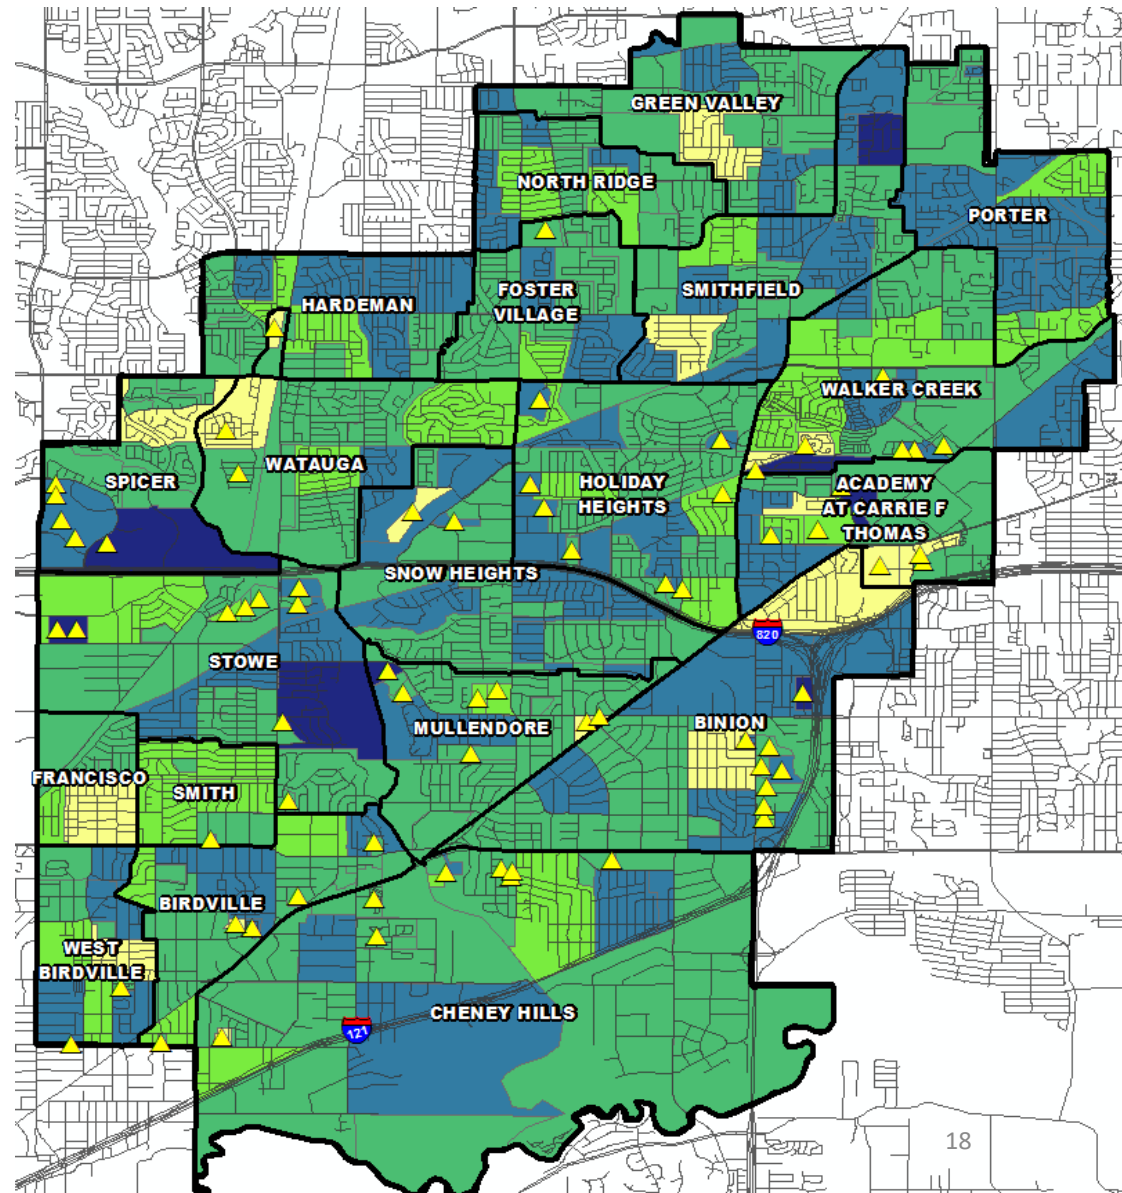 GREEN VALLEY
NORTH RIDGE
PORTER
HARDEMAN
FOSTER
VILLAGE
SMITHFIELD
WALKER CREEK
SPICER
WATAUGA
HOLIDAY
HEIGHTS
ACADEMY
AT CARRIE F
THOMAS
SNOW HEIGHTS
820
STOWE
MULLENDORE
BINION
FRANCISCO
SMITH
BIRDVILLE
WEST
BIRDVILLE
CHENEY HILLS
121
18